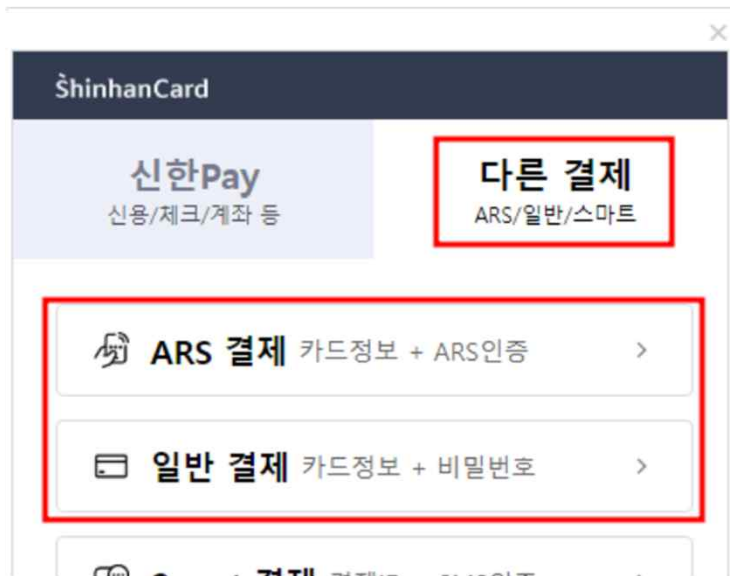 ShinhanCard
신한Pay
신용/체크/계좌 등
다른 결제
ARS/일반/스마트
ARS 결제 카드정보 + ARS인증
일반 결제 카드정보 + 비밀번호